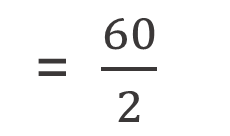 = 60/2